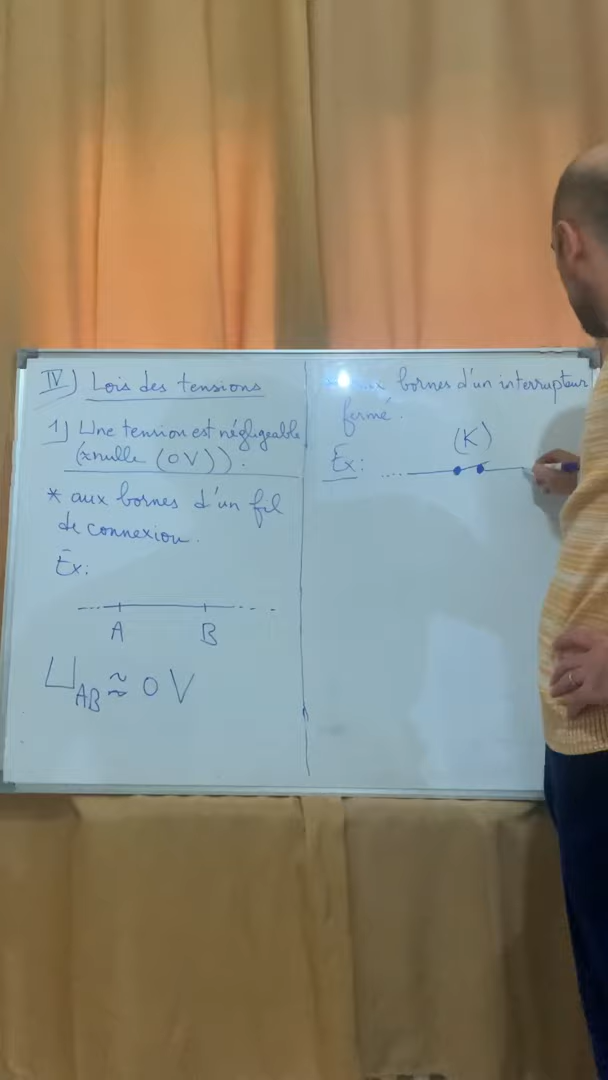 IV) Lois des tensions
1) Une tension est négligeable
(≈nulle (0V)).
* aux bornes d'un fil
de connexion.
Ex:
A B
U_AB ≈ 0 V
bornes d'un interrupteur
fermé.
(K)
Ex: